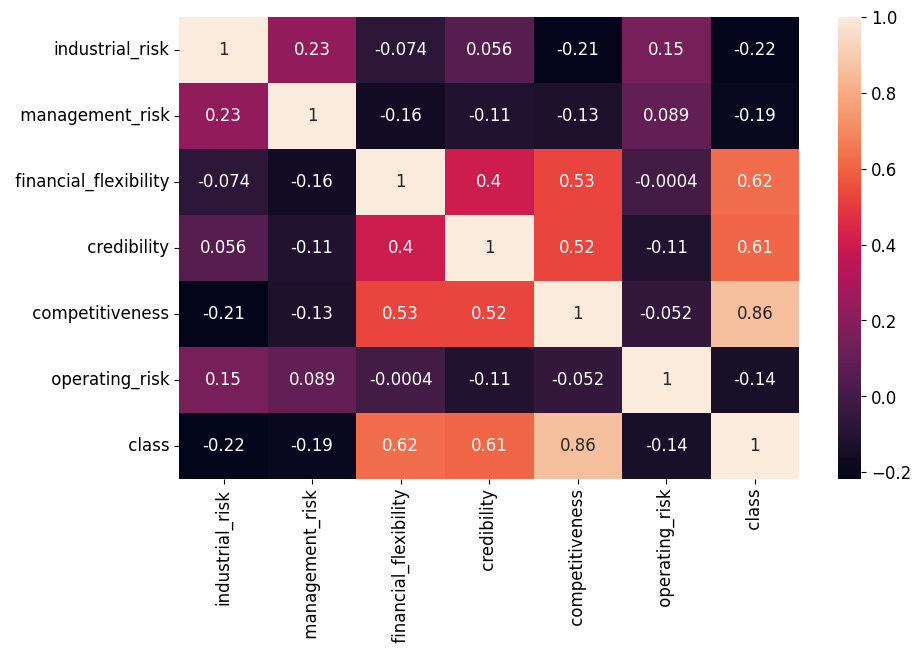 industrial_risk 1 0.23 -0.074 0.056 -0.21 0.15 -0.22
management_risk 0.23 1 -0.16 -0.11 -0.13 0.089 -0.19
financial_flexibility -0.074 -0.16 1 0.4 0.53 -0.0004 0.62
credibility 0.056 -0.11 0.4 1 0.52 -0.11 0.61
competitiveness -0.21 -0.13 0.53 0.52 1 -0.052 0.86
operating_risk 0.15 0.089 -0.0004 -0.11 -0.052 1 -0.14
class -0.22 -0.19 0.62 0.61 0.86 -0.14 1
industrial_risk
management_risk
financial_flexibility
credibility
competitiveness
operating_risk
class
1.0
0.8
0.6
0.4
0.2
0.0
−0.2